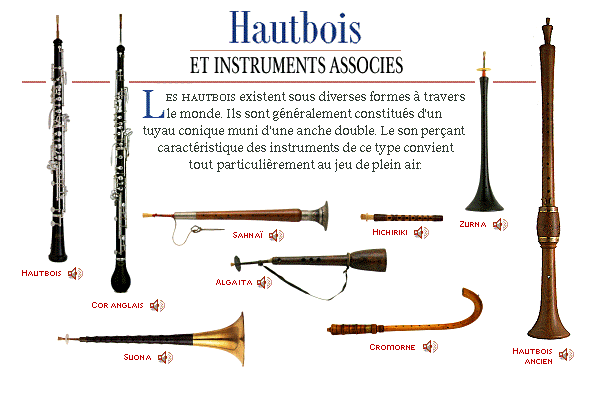 Hautbois
ET INSTRUMENTS ASSOCIES
LES HAUTBOIS existent sous diverses formes à travers
le monde. Ils sont généralement constitués d'un
tuyau conique muni d'une anche double. Le son perçant
caractéristique des instruments de ce type convient
tout particulièrement au jeu de plein air.
HAUTBOIS
COR ANGLAIS
SAHNAÏ
HICHIRIKI
ZURNA
ALGAITA
SUONA
CROMORNE
HAUTBOIS
ANCIEN